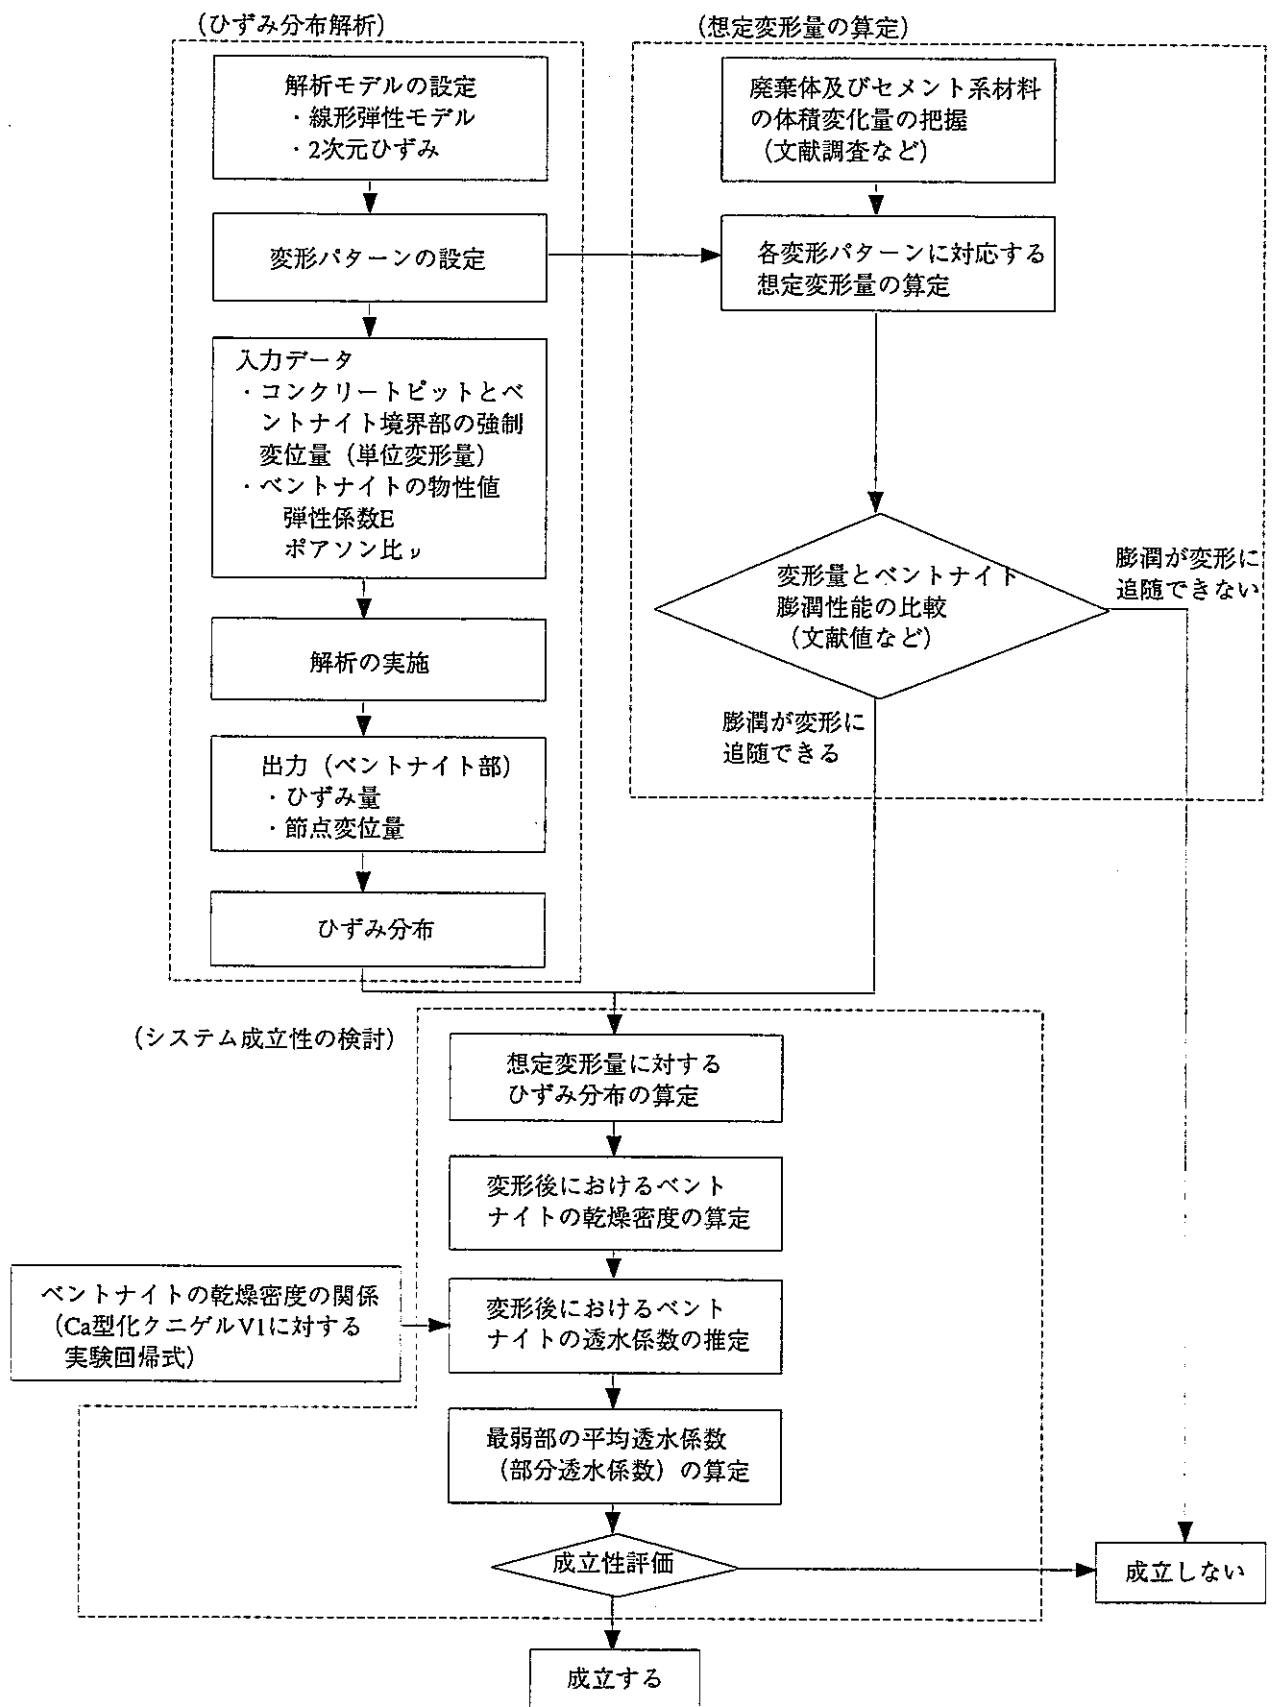 (ひずみ分布解析)
解析モデルの設定
・線形弾性モデル
・2次元ひずみ
変形パターンの設定
入力データ
・コンクリートピットとベ
ントナイト境界部の強制
変位量（単位変形量）
・ベントナイトの物性値
弾性係数E
ポアソン比ν
解析の実施
出力（ベントナイト部）
・ひずみ量
・節点変位量
ひずみ分布
(想定変形量の算定)
廃棄体及びセメント系材料
の体積変化量の把握
（文献調査など）
各変形パターンに対応する
想定変形量の算定
変形量とベントナイト
膨潤性能の比較
（文献値など）
膨潤が変形に
追随できない
膨潤が変形に
追随できる
(システム成立性の検討)
想定変形量に対する
ひずみ分布の算定
変形後におけるベント
ナイトの乾燥密度の算定
ベントナイトの乾燥密度の関係
（Ca型化クニゲルV1に対する
実験回帰式）
変形後におけるベント
ナイトの透水係数の推定
最弱部の平均透水係数
（部分透水係数）の算定
成立性評価
成立しない
成立する